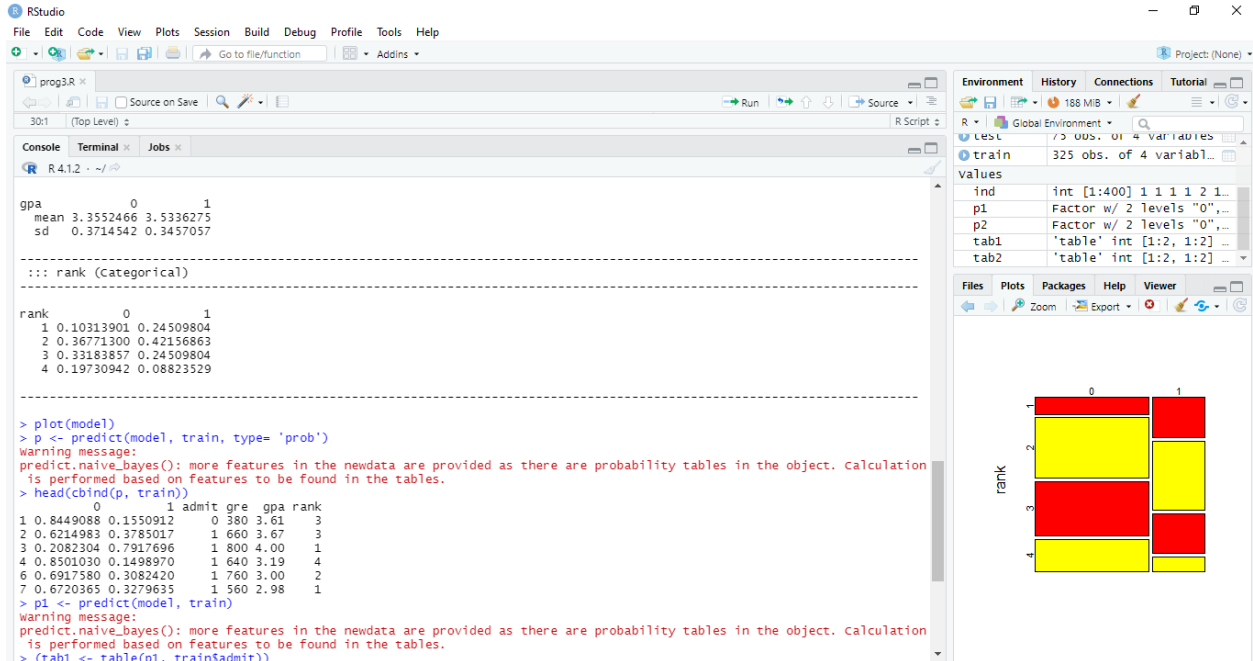 RStudio
File Edit Code View Plots Session Build Debug Profile Tools Help
Go to file/function Addins
Project: (None)
prog3.R
Source on Save Run Source
30:1 (Top Level) R Script
Console Terminal Jobs
R 4.1.2 · ~/
gpa 0 1
mean 3.3552466 3.5336275
sd 0.3714542 0.3457057
--------------------------------------------------------------------------------
::: rank (Categorical)
--------------------------------------------------------------------------------
rank 0 1
1 0.10313901 0.24509804
2 0.36771300 0.42156863
3 0.33183857 0.24509804
4 0.19730942 0.08823529
--------------------------------------------------------------------------------
> plot(model)
> p <- predict(model, train, type= 'prob')
Warning message:
predict.naive_bayes(): more features in the newdata are provided as there are probability tables in the object. Calculation
is performed based on features to be found in the tables.
> head(cbind(p, train))
0 1 admit gre gpa rank
1 0.8449088 0.1550912 0 380 3.61 3
2 0.6214983 0.3785017 1 660 3.67 3
3 0.2082304 0.7917696 1 800 4.00 1
4 0.8501030 0.1498970 1 640 3.19 4
6 0.6917580 0.3082420 1 760 3.00 2
7 0.6720365 0.3279635 1 560 2.98 1
> p1 <- predict(model, train)
Warning message:
predict.naive_bayes(): more features in the newdata are provided as there are probability tables in the object. Calculation
is performed based on features to be found in the tables.
> (tab1 <- table(p1, train$admit))
Environment History Connections Tutorial
188 MiB
R Global Environment
test 75 obs. of 4 variables
train 325 obs. of 4 variabl…
Values
ind int [1:400] 1 1 1 1 2 1…
p1 Factor w/ 2 levels "0",…
p2 Factor w/ 2 levels "0",…
tab1 'table' int [1:2, 1:2] …
tab2 'table' int [1:2, 1:2] …
Files Plots Packages Help Viewer
Zoom Export
0 1
rank
1
2
3
4